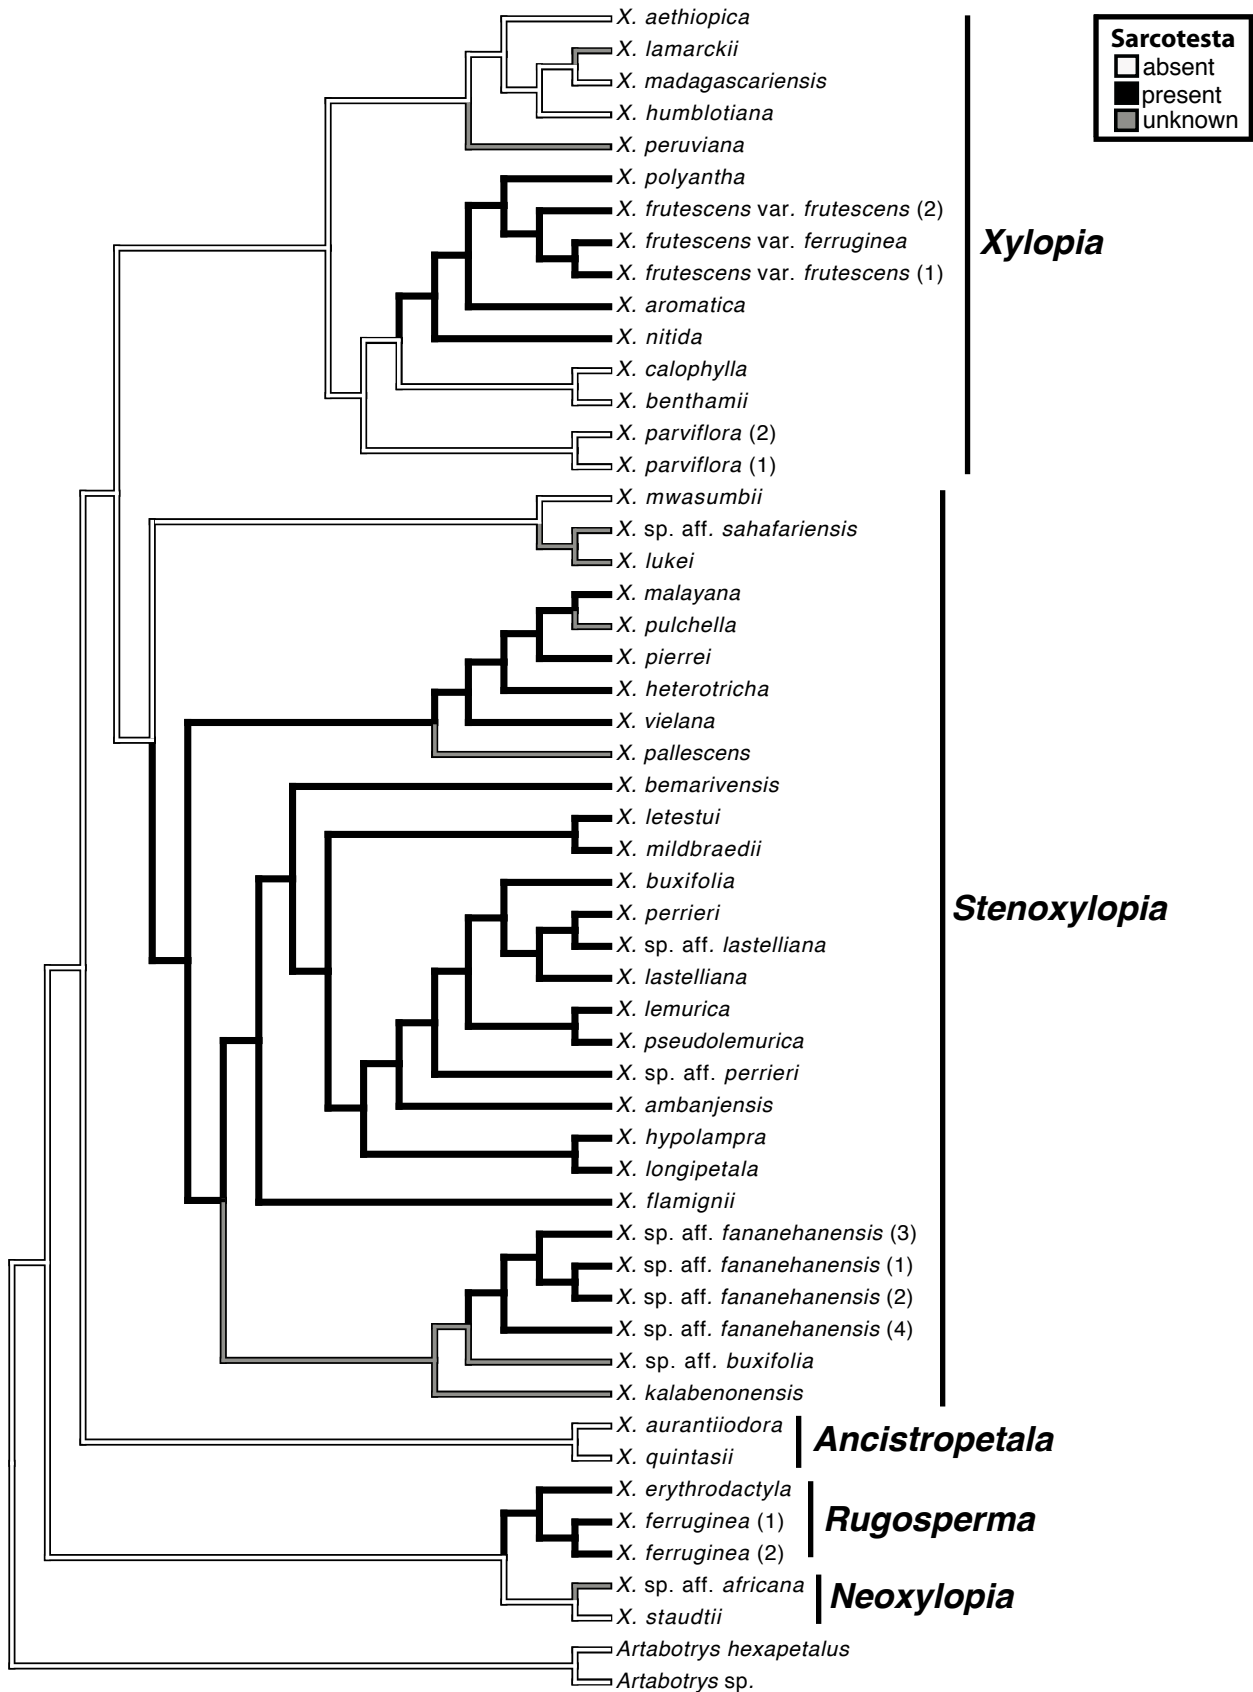 X. aethiopica
X. lamarckii
X. madagascariensis
X. humblotiana
X. peruviana
X. polyantha
X. frutescens var. frutescens (2)
X. frutescens var. ferruginea
X. frutescens var. frutescens (1)
X. aromatica
X. nitida
X. calophylla
X. benthamii
X. parviflora (2)
X. parviflora (1)
Xylopia
X. mwasumbii
X. sp. aff. sahafariensis
X. lukei
X. malayana
X. pulchella
X. pierrei
X. heterotricha
X. vielana
X. pallescens
X. bemarivensis
X. letestui
X. mildbraedii
X. buxifolia
X. perrieri
X. sp. aff. lastelliana
X. lastelliana
X. lemurica
X. pseudolemurica
X. sp. aff. perrieri
X. ambanjensis
X. hypolampra
X. longipetala
X. flamignii
X. sp. aff. fananehanensis (3)
X. sp. aff. fananehanensis (1)
X. sp. aff. fananehanensis (2)
X. sp. aff. fananehanensis (4)
X. sp. aff. buxifolia
X. kalabenonensis
Stenoxylopia
X. aurantiiodora
X. quintasii
Ancistropetala
X. erythrodactyla
X. ferruginea (1)
X. ferruginea (2)
Rugosperma
X. sp. aff. africana
X. staudtii
Neoxylopia
Artabotrys hexapetalus
Artabotrys sp.
Sarcotesta
absent
present
unknown